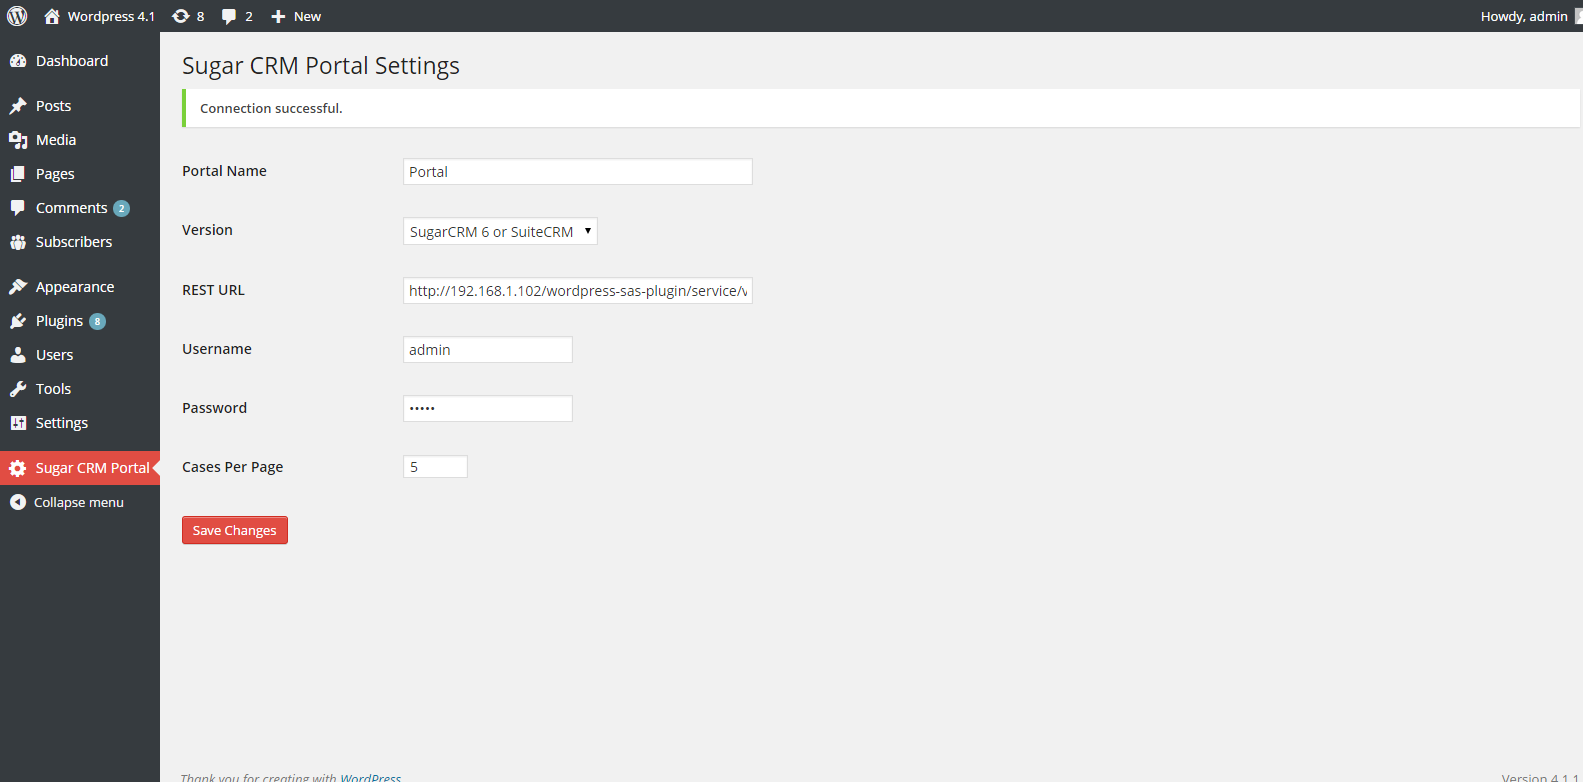 Wordpress 4.1 8 2 New Howdy, admin
Dashboard
Posts
Media
Pages
Comments 2
Subscribers
Appearance
Plugins 8
Users
Tools
Settings
Sugar CRM Portal
Collapse menu
Sugar CRM Portal Settings
Connection successful.
Portal Name Portal
Version SugarCRM 6 or SuiteCRM
REST URL http://192.168.1.102/wordpress-sas-plugin/service/v
Username admin
Password •••••
Cases Per Page 5
Save Changes
Thank you for creating with WordPress Version 4.1.1